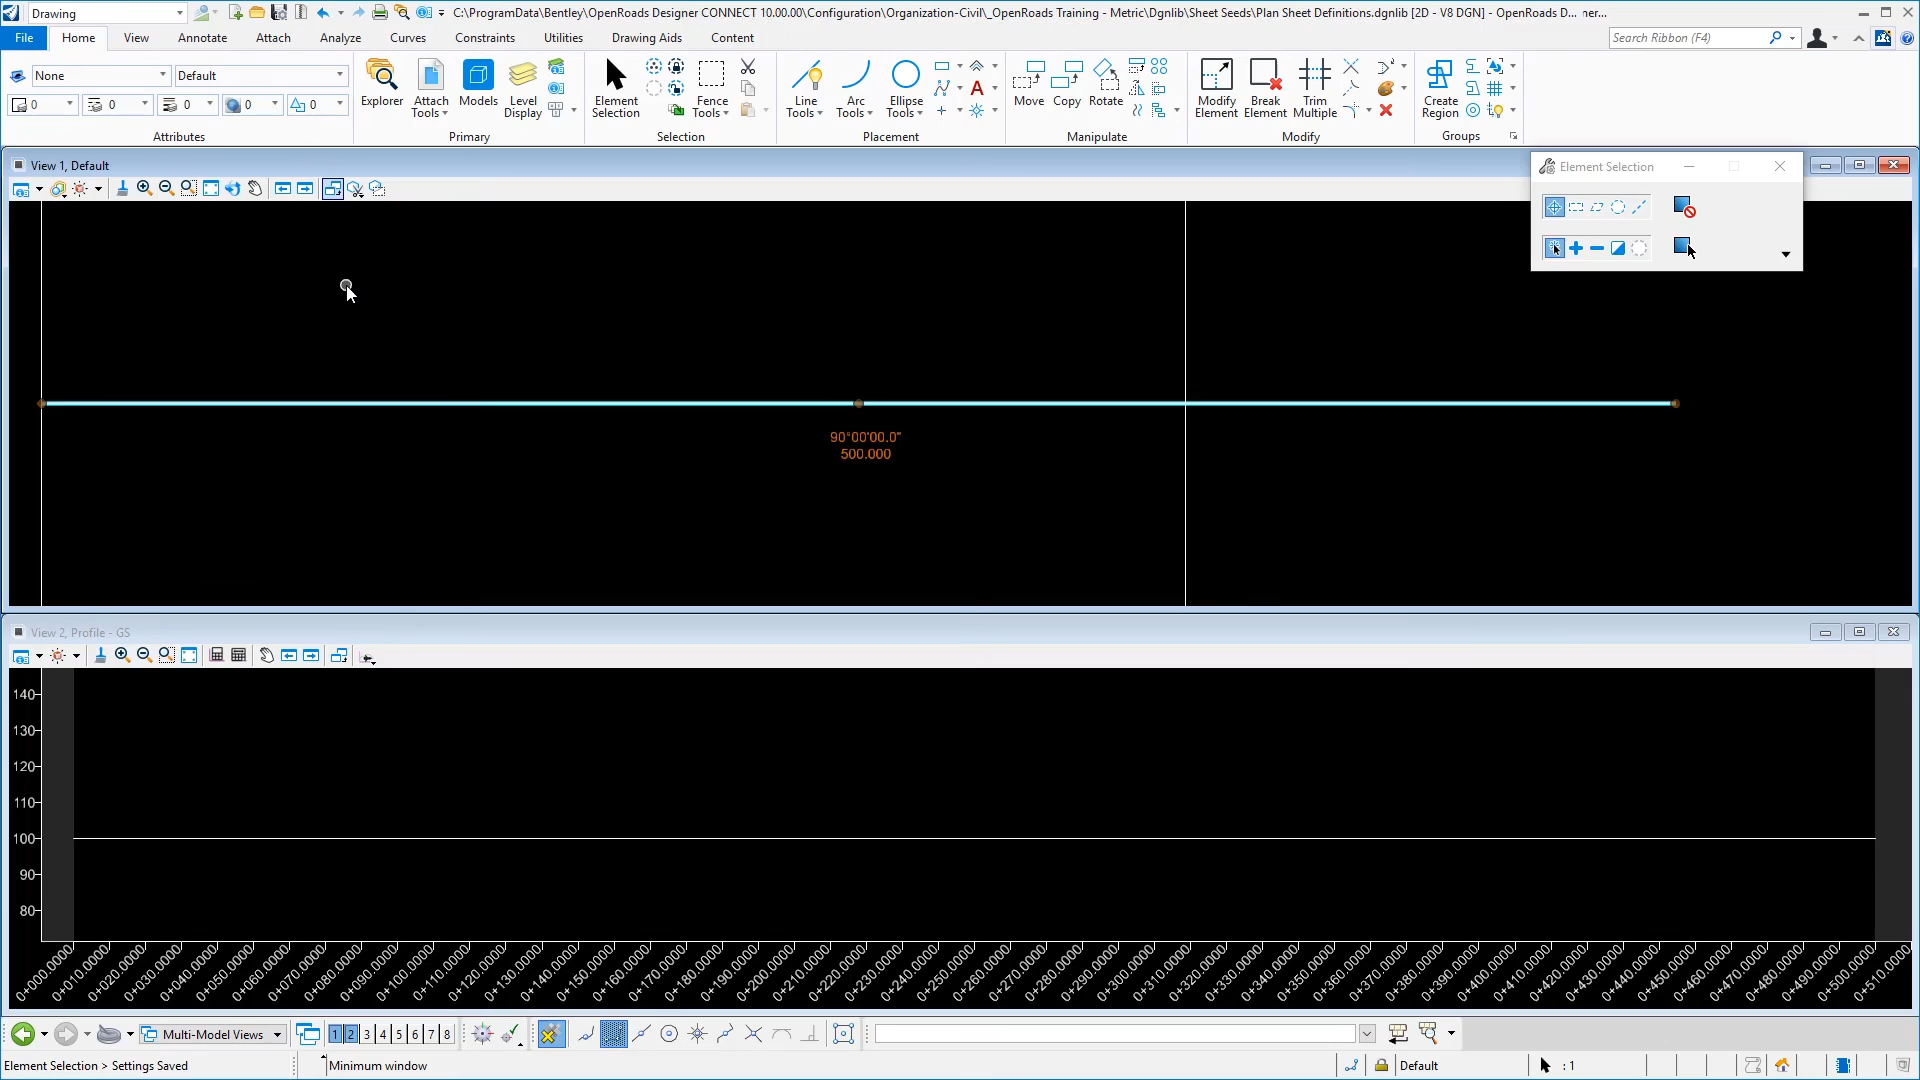 Drawing
C:\ProgramData\Bentley\OpenRoads Designer CONNECT 10.00.00\Configuration\Organization-Civil\_OpenRoads Training - Metric\Dgnlib\Sheet Seeds\Plan Sheet Definitions.dgnlib [2D - V8 DGN] - OpenRoads D... ner...
File Home View Annotate Attach Analyze Curves Constraints Utilities Drawing Aids Content
Search Ribbon (F4)
None
Default
0 0 0 0 0
Attributes
Explorer
Attach Tools
Models
Level Display
Primary
Element Selection
Fence Tools
Selection
Line Tools
Arc Tools
Ellipse Tools
Placement
Move
Copy
Rotate
Manipulate
Modify Element
Break Element
Trim Multiple
Modify
Create Region
Groups
View 1, Default
Element Selection
90°00'00.0"
500.000
View 2, Profile - GS
140
130
120
110
100
90
80
0+000.0000
0+010.0000
0+020.0000
0+030.0000
0+040.0000
0+050.0000
0+060.0000
0+070.0000
0+080.0000
0+090.0000
0+100.0000
0+110.0000
0+120.0000
0+130.0000
0+140.0000
0+150.0000
0+160.0000
0+170.0000
0+180.0000
0+190.0000
0+200.0000
0+210.0000
0+220.0000
0+230.0000
0+240.0000
0+250.0000
0+260.0000
0+270.0000
0+280.0000
0+290.0000
0+300.0000
0+310.0000
0+320.0000
0+330.0000
0+340.0000
0+350.0000
0+360.0000
0+370.0000
0+380.0000
0+390.0000
0+400.0000
0+410.0000
0+420.0000
0+430.0000
0+440.0000
0+450.0000
0+460.0000
0+470.0000
0+480.0000
0+490.0000
0+500.0000
0+510.0000
Multi-Model Views
1 2 3 4 5 6 7 8
Element Selection > Settings Saved
Minimum window
Default
: 1